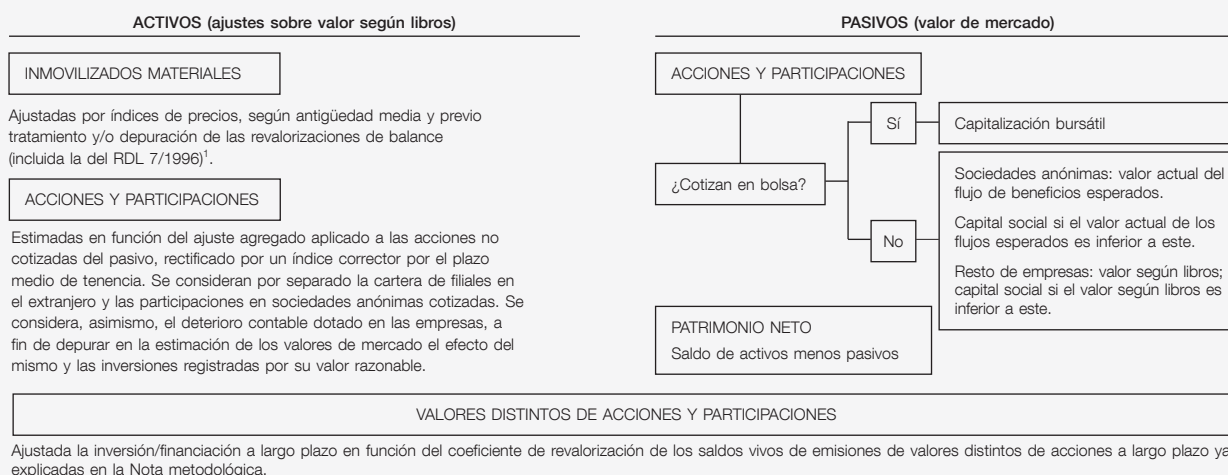 ACTIVOS (ajustes sobre valor según libros)
INMOVILIZADOS MATERIALES
Ajustadas por índices de precios, según antigüedad media y previo
tratamiento y/o depuración de las revalorizaciones de balance
(incluida la del RDL 7/1996)1.
ACCIONES Y PARTICIPACIONES
Estimadas en función del ajuste agregado aplicado a las acciones no
cotizadas del pasivo, rectificado por un índice corrector por el plazo
medio de tenencia. Se consideran por separado la cartera de filiales en
el extranjero y las participaciones en sociedades anónimas cotizadas. Se
considera, asimismo, el deterioro contable dotado en las empresas, a
fin de depurar en la estimación de los valores de mercado el efecto del
mismo y las inversiones registradas por su valor razonable.
PASIVOS (valor de mercado)
ACCIONES Y PARTICIPACIONES
¿Cotizan en bolsa?
Sí
Capitalización bursátil
No
Sociedades anónimas: valor actual del
flujo de beneficios esperados.
Capital social si el valor actual de los
flujos esperados es inferior a este.
Resto de empresas: valor según libros;
capital social si el valor según libros es
inferior a este.
PATRIMONIO NETO
Saldo de activos menos pasivos
VALORES DISTINTOS DE ACCIONES Y PARTICIPACIONES
Ajustada la inversión/financiación a largo plazo en función del coeficiente de revalorización de los saldos vivos de emisiones de valores distintos de acciones a largo plazo ya
explicadas en la Nota metodológica.